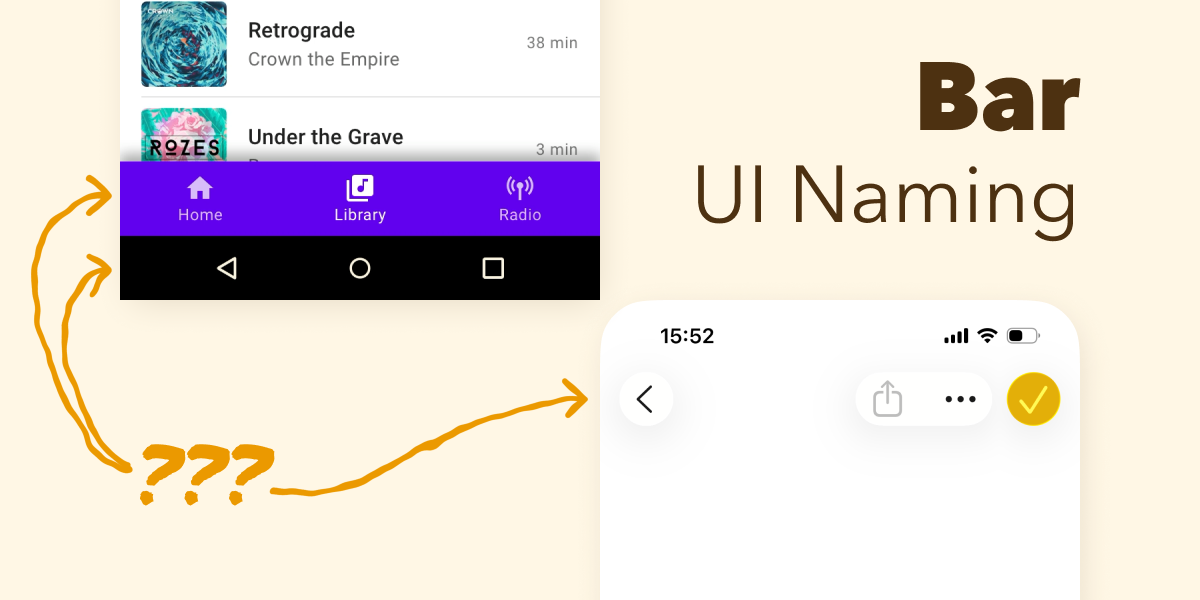 CROWN
Retrograde
Crown the Empire
38 min
ROZES
Under the Grave
3 min
Home
Library
Radio
Bar
UI Naming
15:52
???